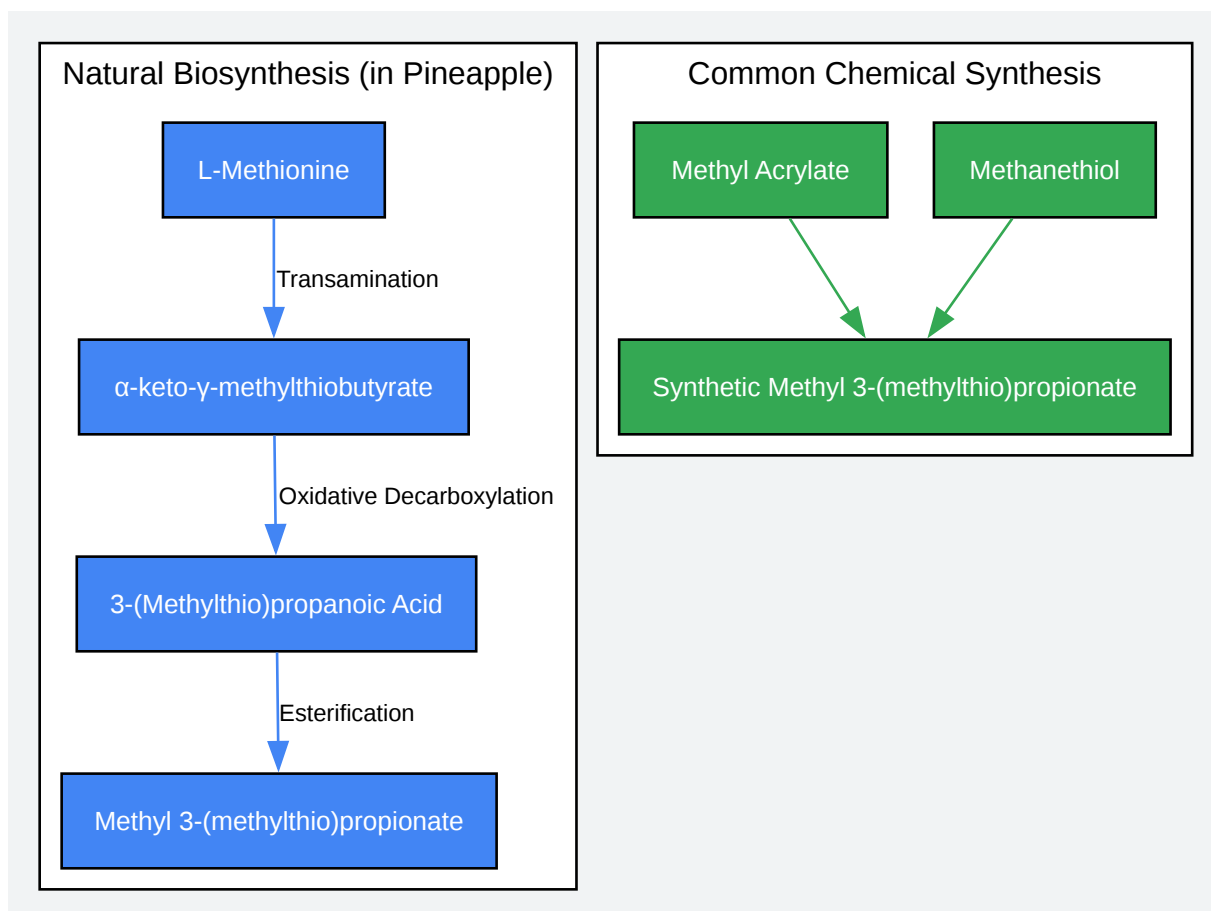 Natural Biosynthesis (in Pineapple)
L-Methionine
Transamination
α-keto-γ-methylthiobutyrate
Oxidative Decarboxylation
3-(Methylthio)propanoic Acid
Esterification
Methyl 3-(methylthio)propionate
Common Chemical Synthesis
Methyl Acrylate
Methanethiol
Synthetic Methyl 3-(methylthio)propionate